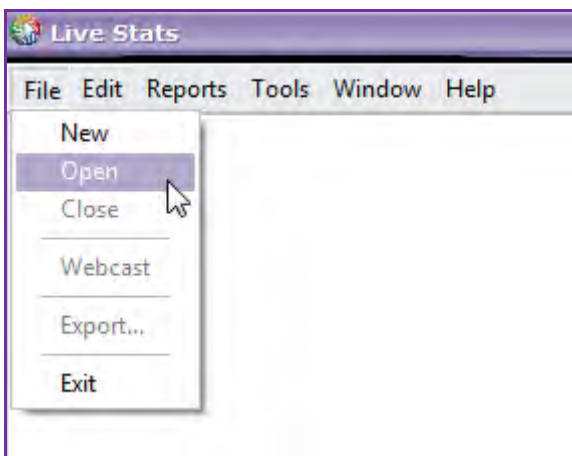 Live Stats
File Edit Reports Tools Window Help
New
Open
Close
Webcast
Export...
Exit